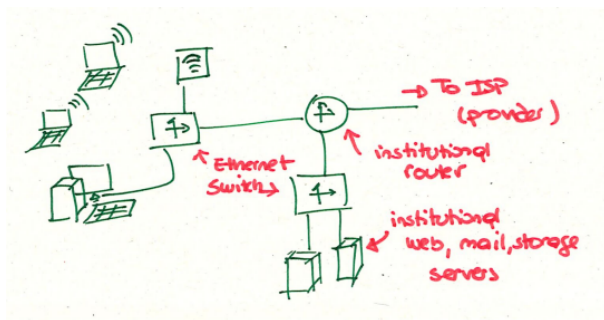 → To ISP
(provider)
Ethernet
Switch
institutional
router
institutional
web, mail, storage
servers